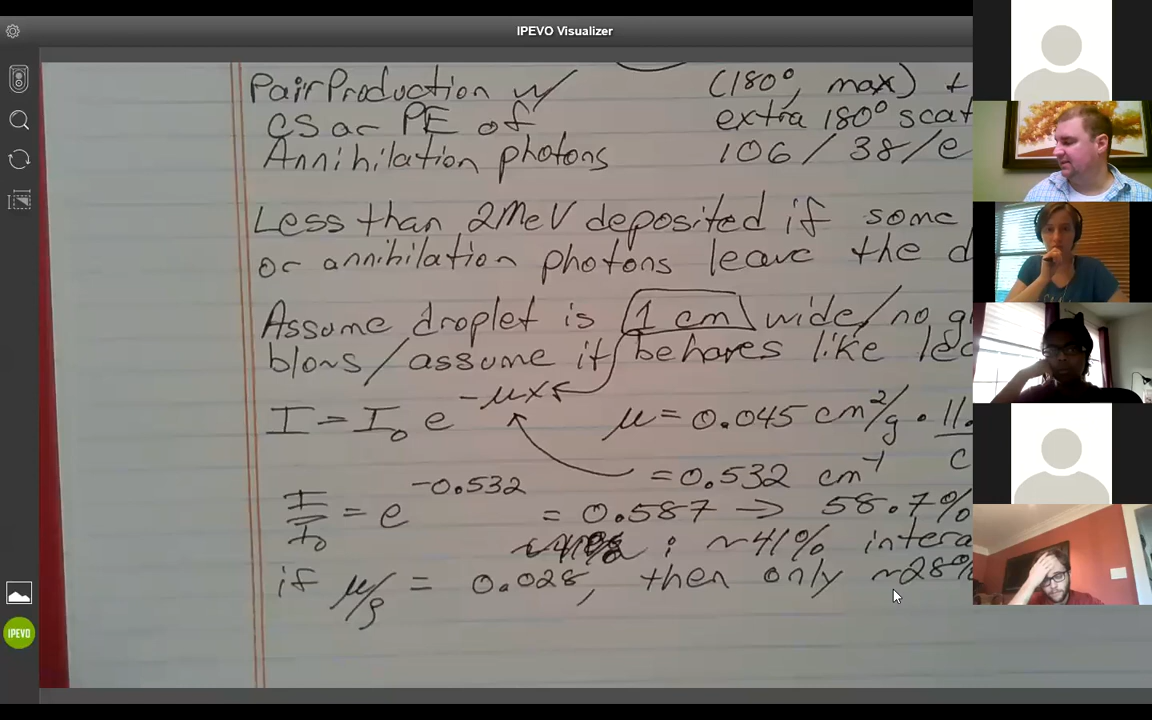 IPEVO Visualizer
Pair Production w/ (180°, max) +
CS or PE of extra 180° scat
Annihilation photons 106 / 38 / e
Less than 2MeV deposited if some
or annihilation photons leave the d
Assume droplet is 1 cm wide/no g
blows/assume it behaves like lea
I = I₀ e^-μx μ = 0.045 cm²/g · 11.
= 0.532 cm⁻¹ c
I/I₀ = e^-0.532 = 0.587 → 58.7%
; ~41% intera
if μ/ρ = 0.028, then only ~28%
IPEVO